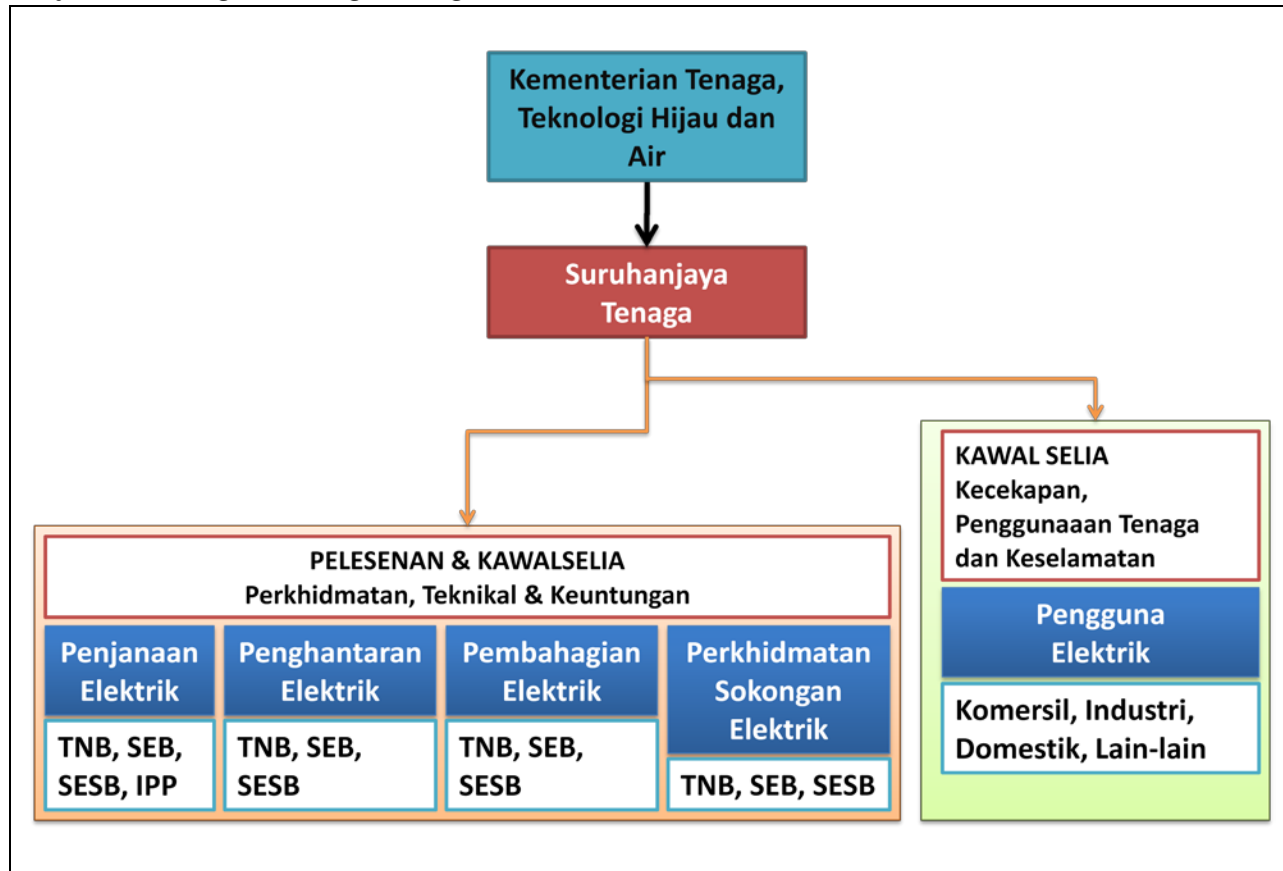 Kementerian Tenaga,
Teknologi Hijau dan
Air
Suruhanjaya
Tenaga
KAWAL SELIA
Kecekapan,
Penggunaaan Tenaga
dan Keselamatan
Pengguna
Elektrik
Komersil, Industri,
Domestik, Lain-lain
PELESENAN & KAWALSELIA
Perkhidmatan, Teknikal & Keuntungan
Penjanaan
Elektrik
TNB, SEB,
SESB, IPP
Penghantaran
Elektrik
TNB, SEB,
SESB
Pembahagian
Elektrik
TNB, SEB,
SESB
Perkhidmatan
Sokongan
Elektrik
TNB, SEB, SESB